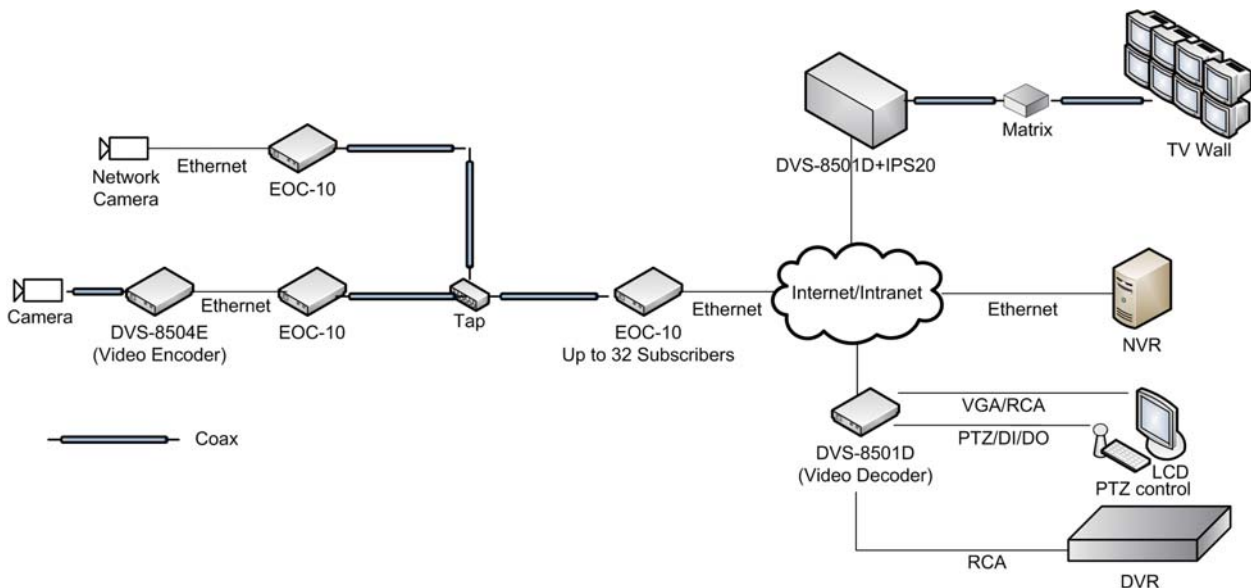 Matrix
TV Wall
DVS-8501D+IPS20
Ethernet
Network
Camera
EOC-10
Internet/Intranet
Camera
Ethernet
DVS-8504E
(Video Encoder)
EOC-10
Tap
EOC-10
Up to 32 Subscribers
Ethernet
Ethernet
NVR
Coax
VGA/RCA
PTZ/DI/DO
DVS-8501D
(Video Decoder)
LCD
PTZ control
RCA
DVR